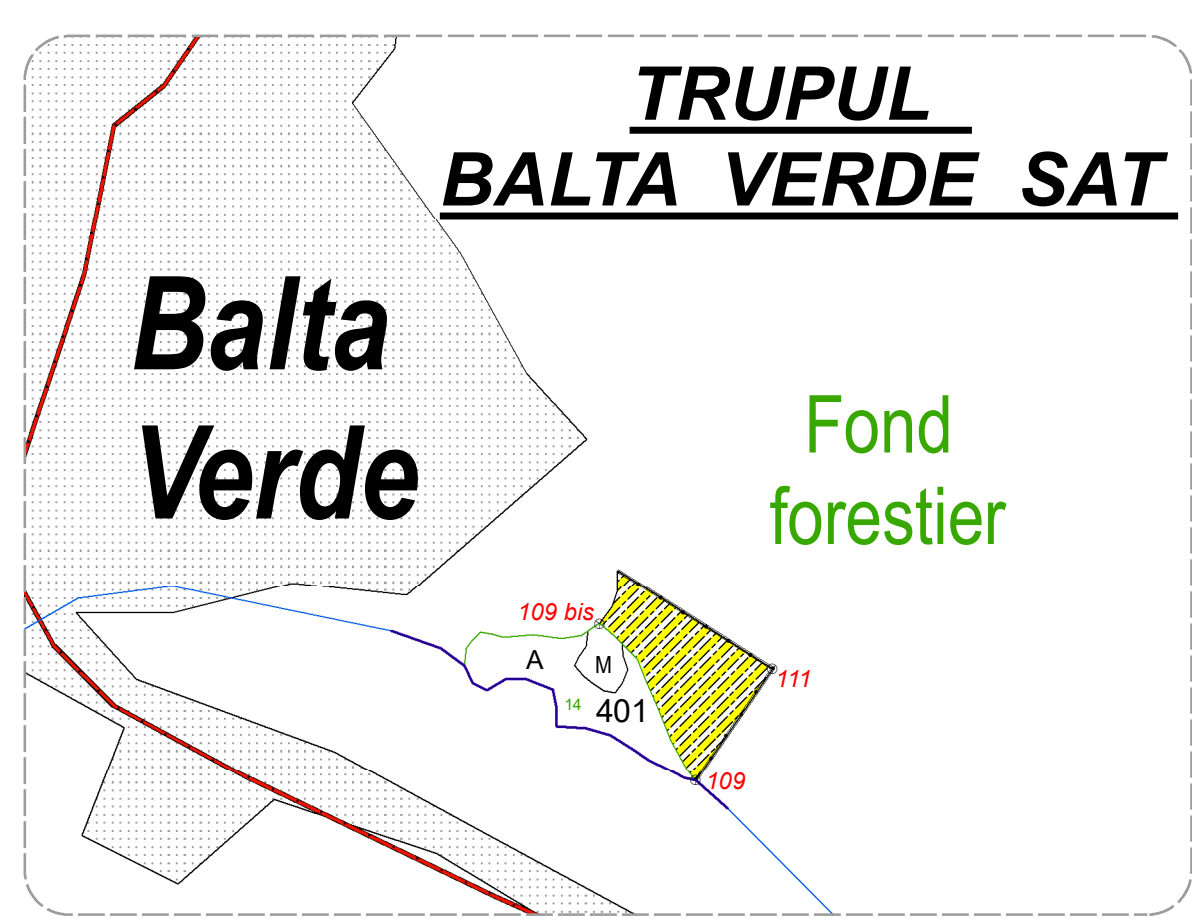 TRUPUL
BALTA VERDE SAT
Balta
Verde
Fond
forestier
109 bis
A
M
111
14
401
109